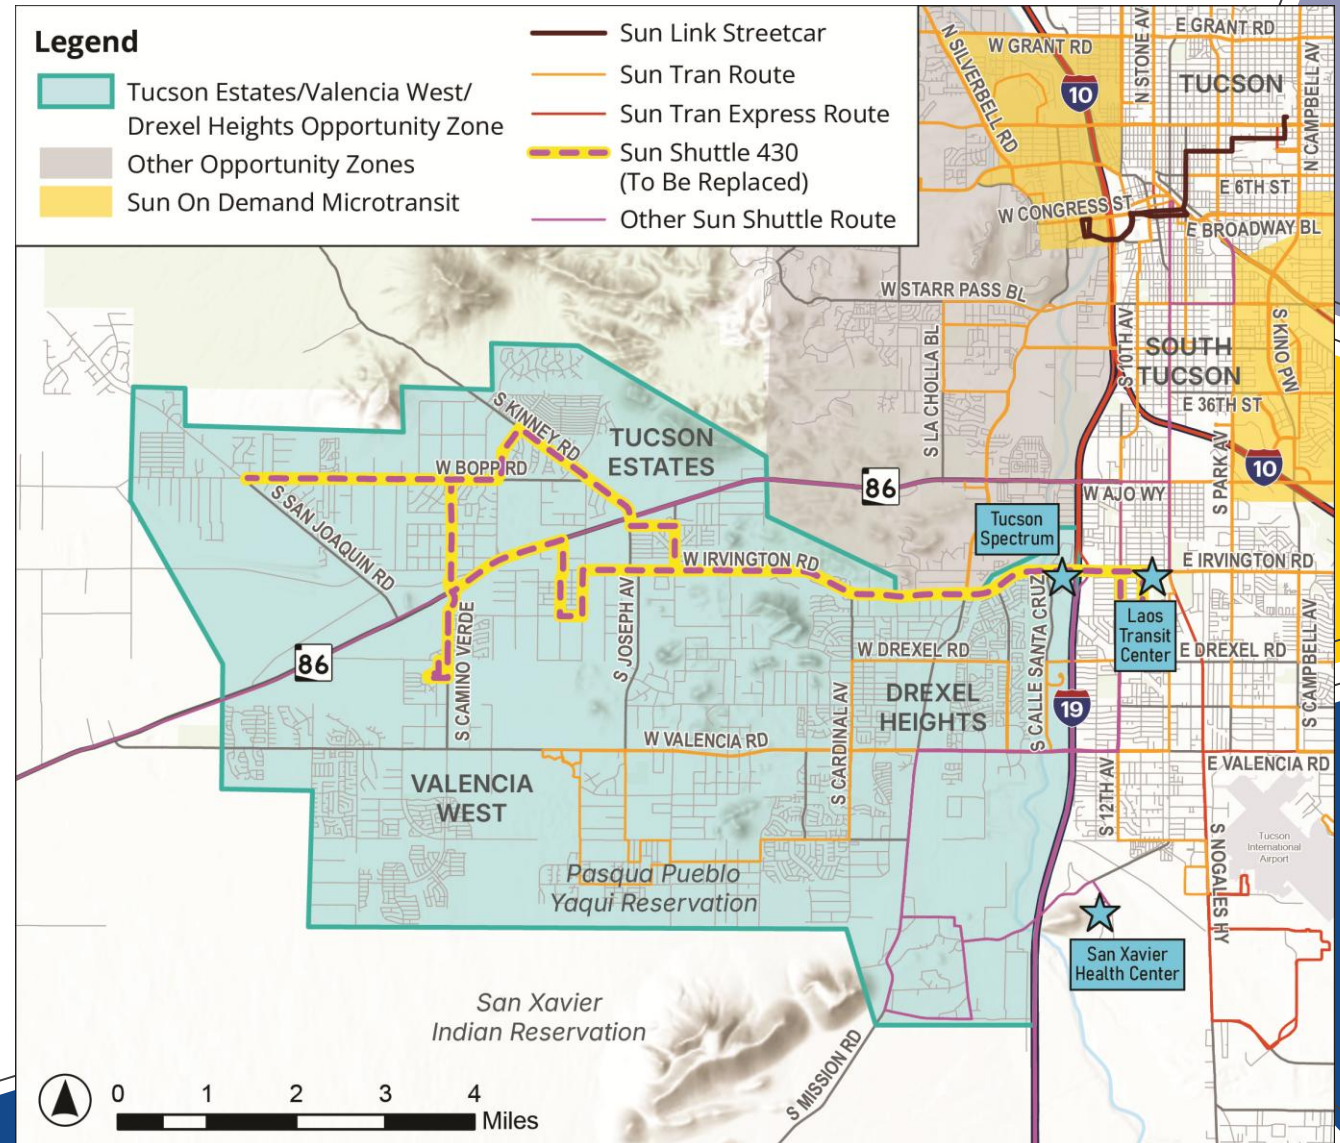 Legend
Tucson Estates/Valencia West/
Drexel Heights Opportunity Zone
Other Opportunity Zones
Sun On Demand Microtransit
Sun Link Streetcar
Sun Tran Route
Sun Tran Express Route
Sun Shuttle 430
(To Be Replaced)
Other Sun Shuttle Route
N SILVERBELL RD
W GRANT RD
10
N STONE AV
E GRANT RD
TUCSON
N CAMPBELL AV
E 6TH ST
W CONGRESS ST
E BROADWAY BL
W STARR PASS BL
S LA CHOLLA BL
S 10TH AV
SOUTH
TUCSON
S KINO PW
E 36TH ST
S PARK AV
10
86
W AJO WY
S KINNEY RD
TUCSON
ESTATES
W BOPP RD
S SAN JOAQUIN RD
Tucson
Spectrum
W IRVINGTON RD
E IRVINGTON RD
S CAMINO VERDE
S JOSEPH AV
86
W DREXEL RD
S CALLE SANTA CRUZ
Laos
Transit
Center
E DREXEL RD
S CAMPBELL AV
DREXEL
HEIGHTS
19
S CARDINAL AV
W VALENCIA RD
E VALENCIA RD
VALENCIA
WEST
S 12TH AV
S NOGALES HY
Tucson
International
Airport
Pasqua Pueblo
Yaqui Reservation
San Xavier
Health Center
San Xavier
Indian Reservation
S MISSION RD
0 1 2 3 4
Miles